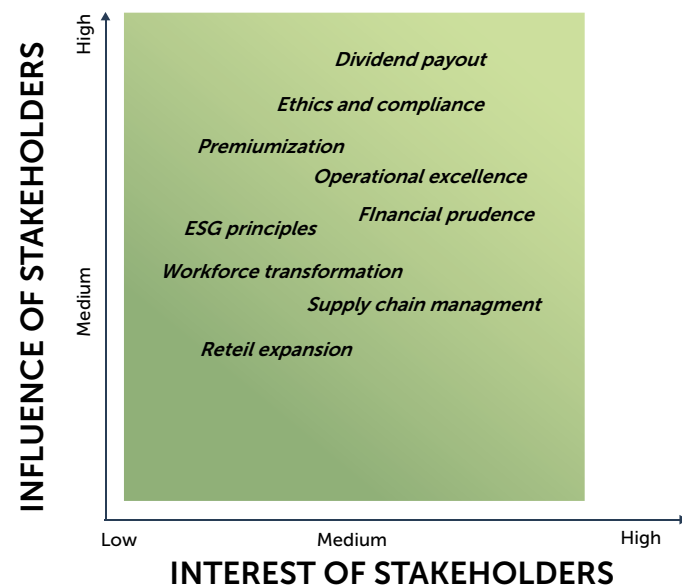 High
Dividend payout
Ethics and compliance
Premiumization
Operational excellence
FInancial prudence
ESG principles
Workforce transformation
Medium
Supply chain managment
Reteil expansion
INFLUENCE OF STAKEHOLDERS
Low
Medium
High
INTEREST OF STAKEHOLDERS